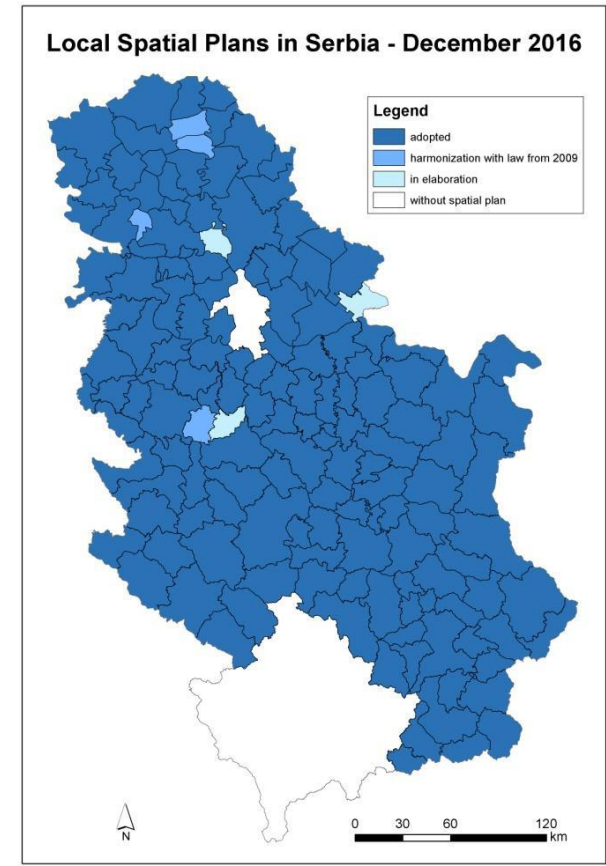 Local Spatial Plans in Serbia - December 2016
Legend
adopted
harmonization with law from 2009
in elaboration
without spatial plan
N
0 30 60 120
km